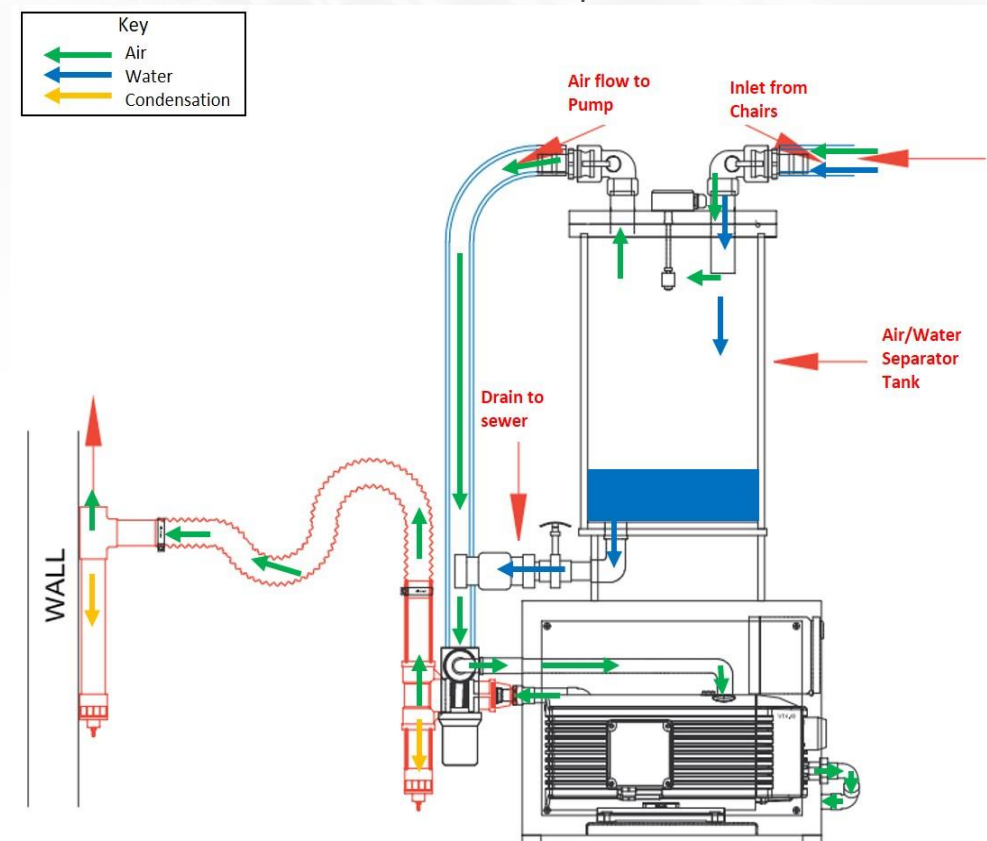 Key
Air
Water
Condensation
Air flow to
Pump
Inlet from
Chairs
Air/Water
Separator
Tank
Drain to
sewer
WALL